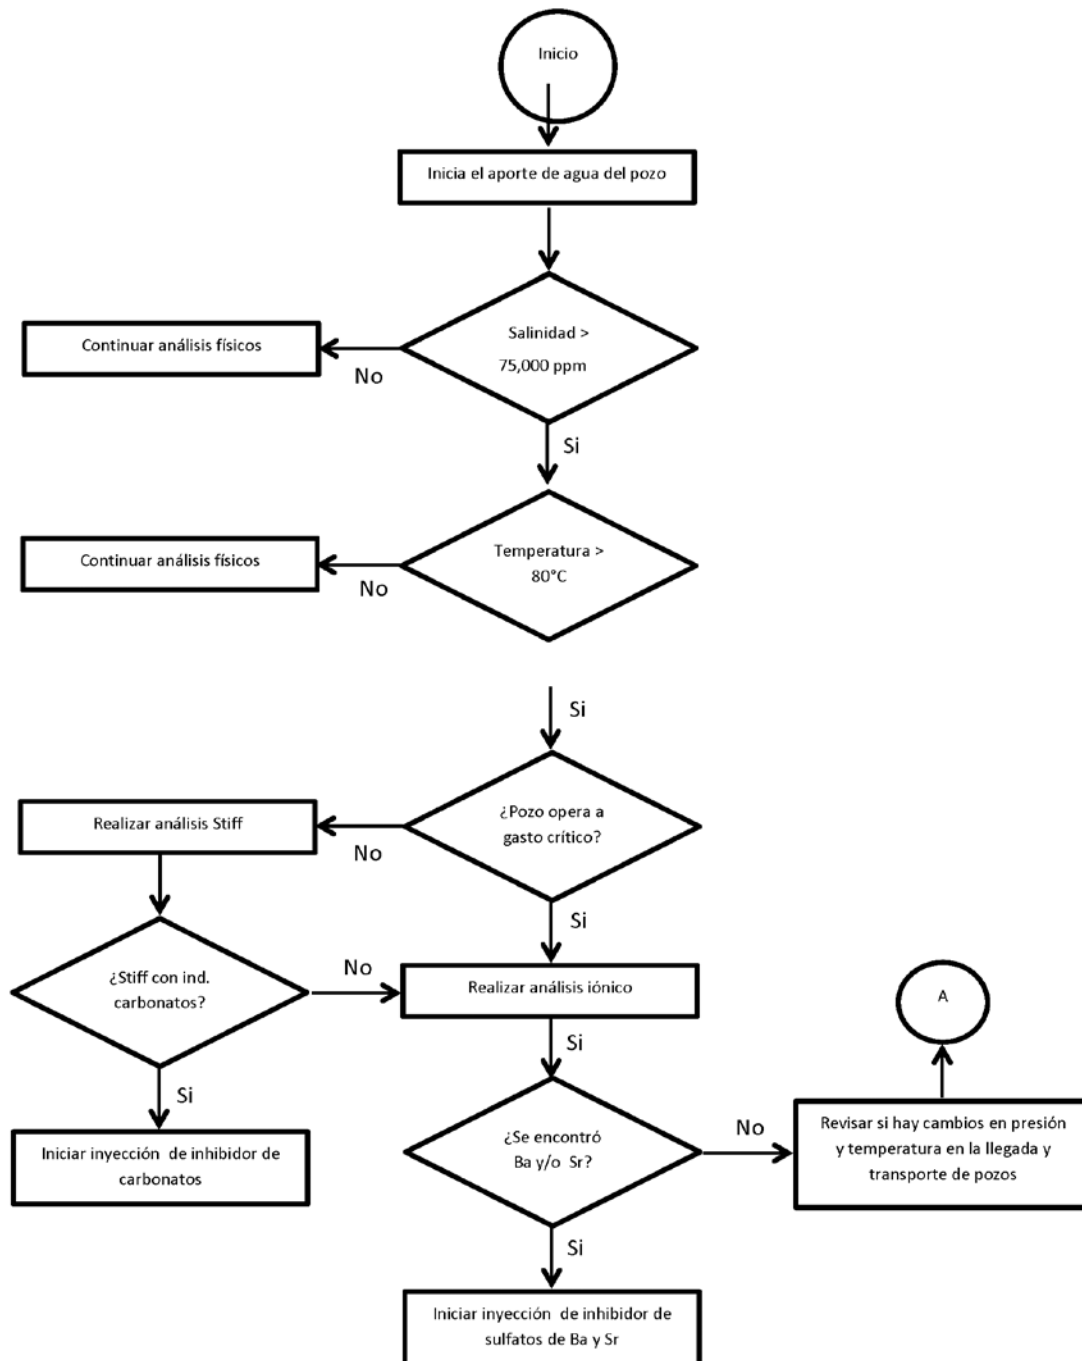 Inicio
Inicia el aporte de agua del pozo
Salinidad >
75,000 ppm
Continuar análisis físicos
No
Si
Temperatura >
80°C
Continuar análisis físicos
No
Si
¿Pozo opera a
gasto crítico?
Realizar análisis Stiff
No
Si
¿Stiff con ind.
carbonatos?
No
Realizar análisis iónico
A
Si
Si
Iniciar inyección de inhibidor de
carbonatos
¿Se encontró
Ba y/o Sr?
No
Revisar si hay cambios en presión
y temperatura en la llegada y
transporte de pozos
Si
Iniciar inyección de inhibidor de
sulfatos de Ba y Sr